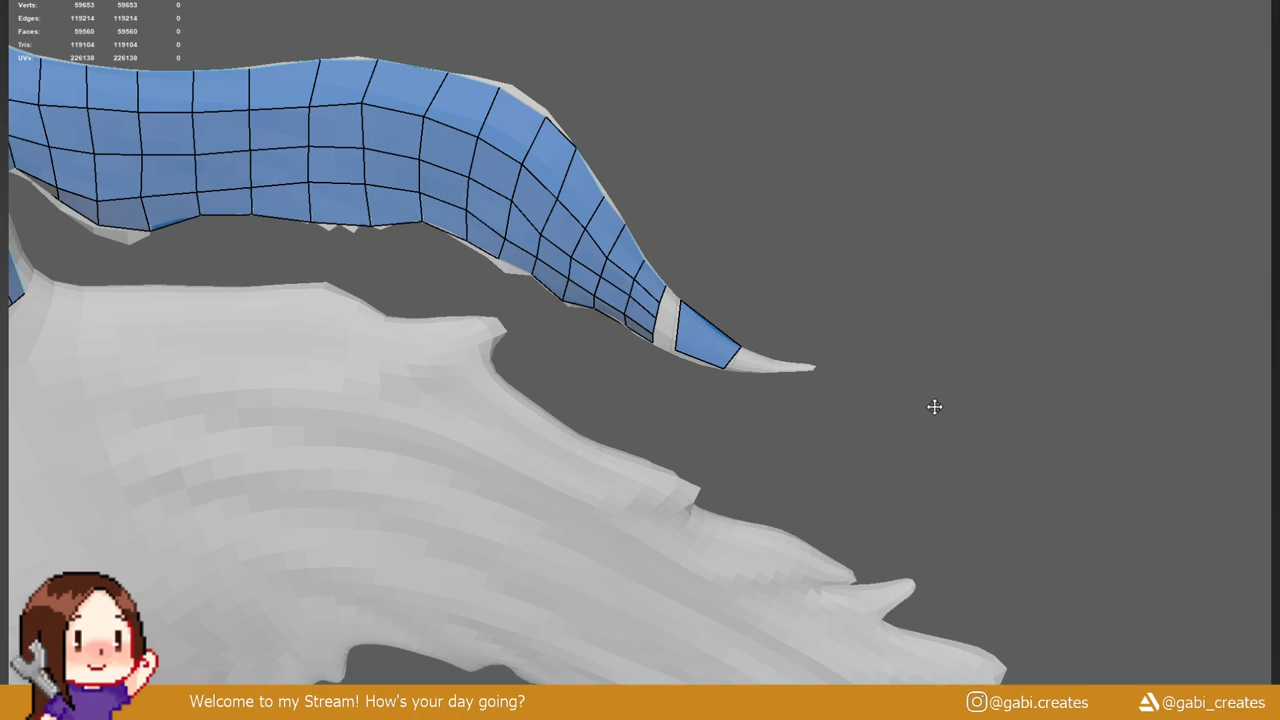 Verts: 59653 59653 0
Edges: 119214 119214 0
Faces: 59560 59560 0
Tris: 119104 119104 0
UVs: 226138 226138 0
Welcome to my Stream! How's your day going?
@gabi.creates
@gabi_creates